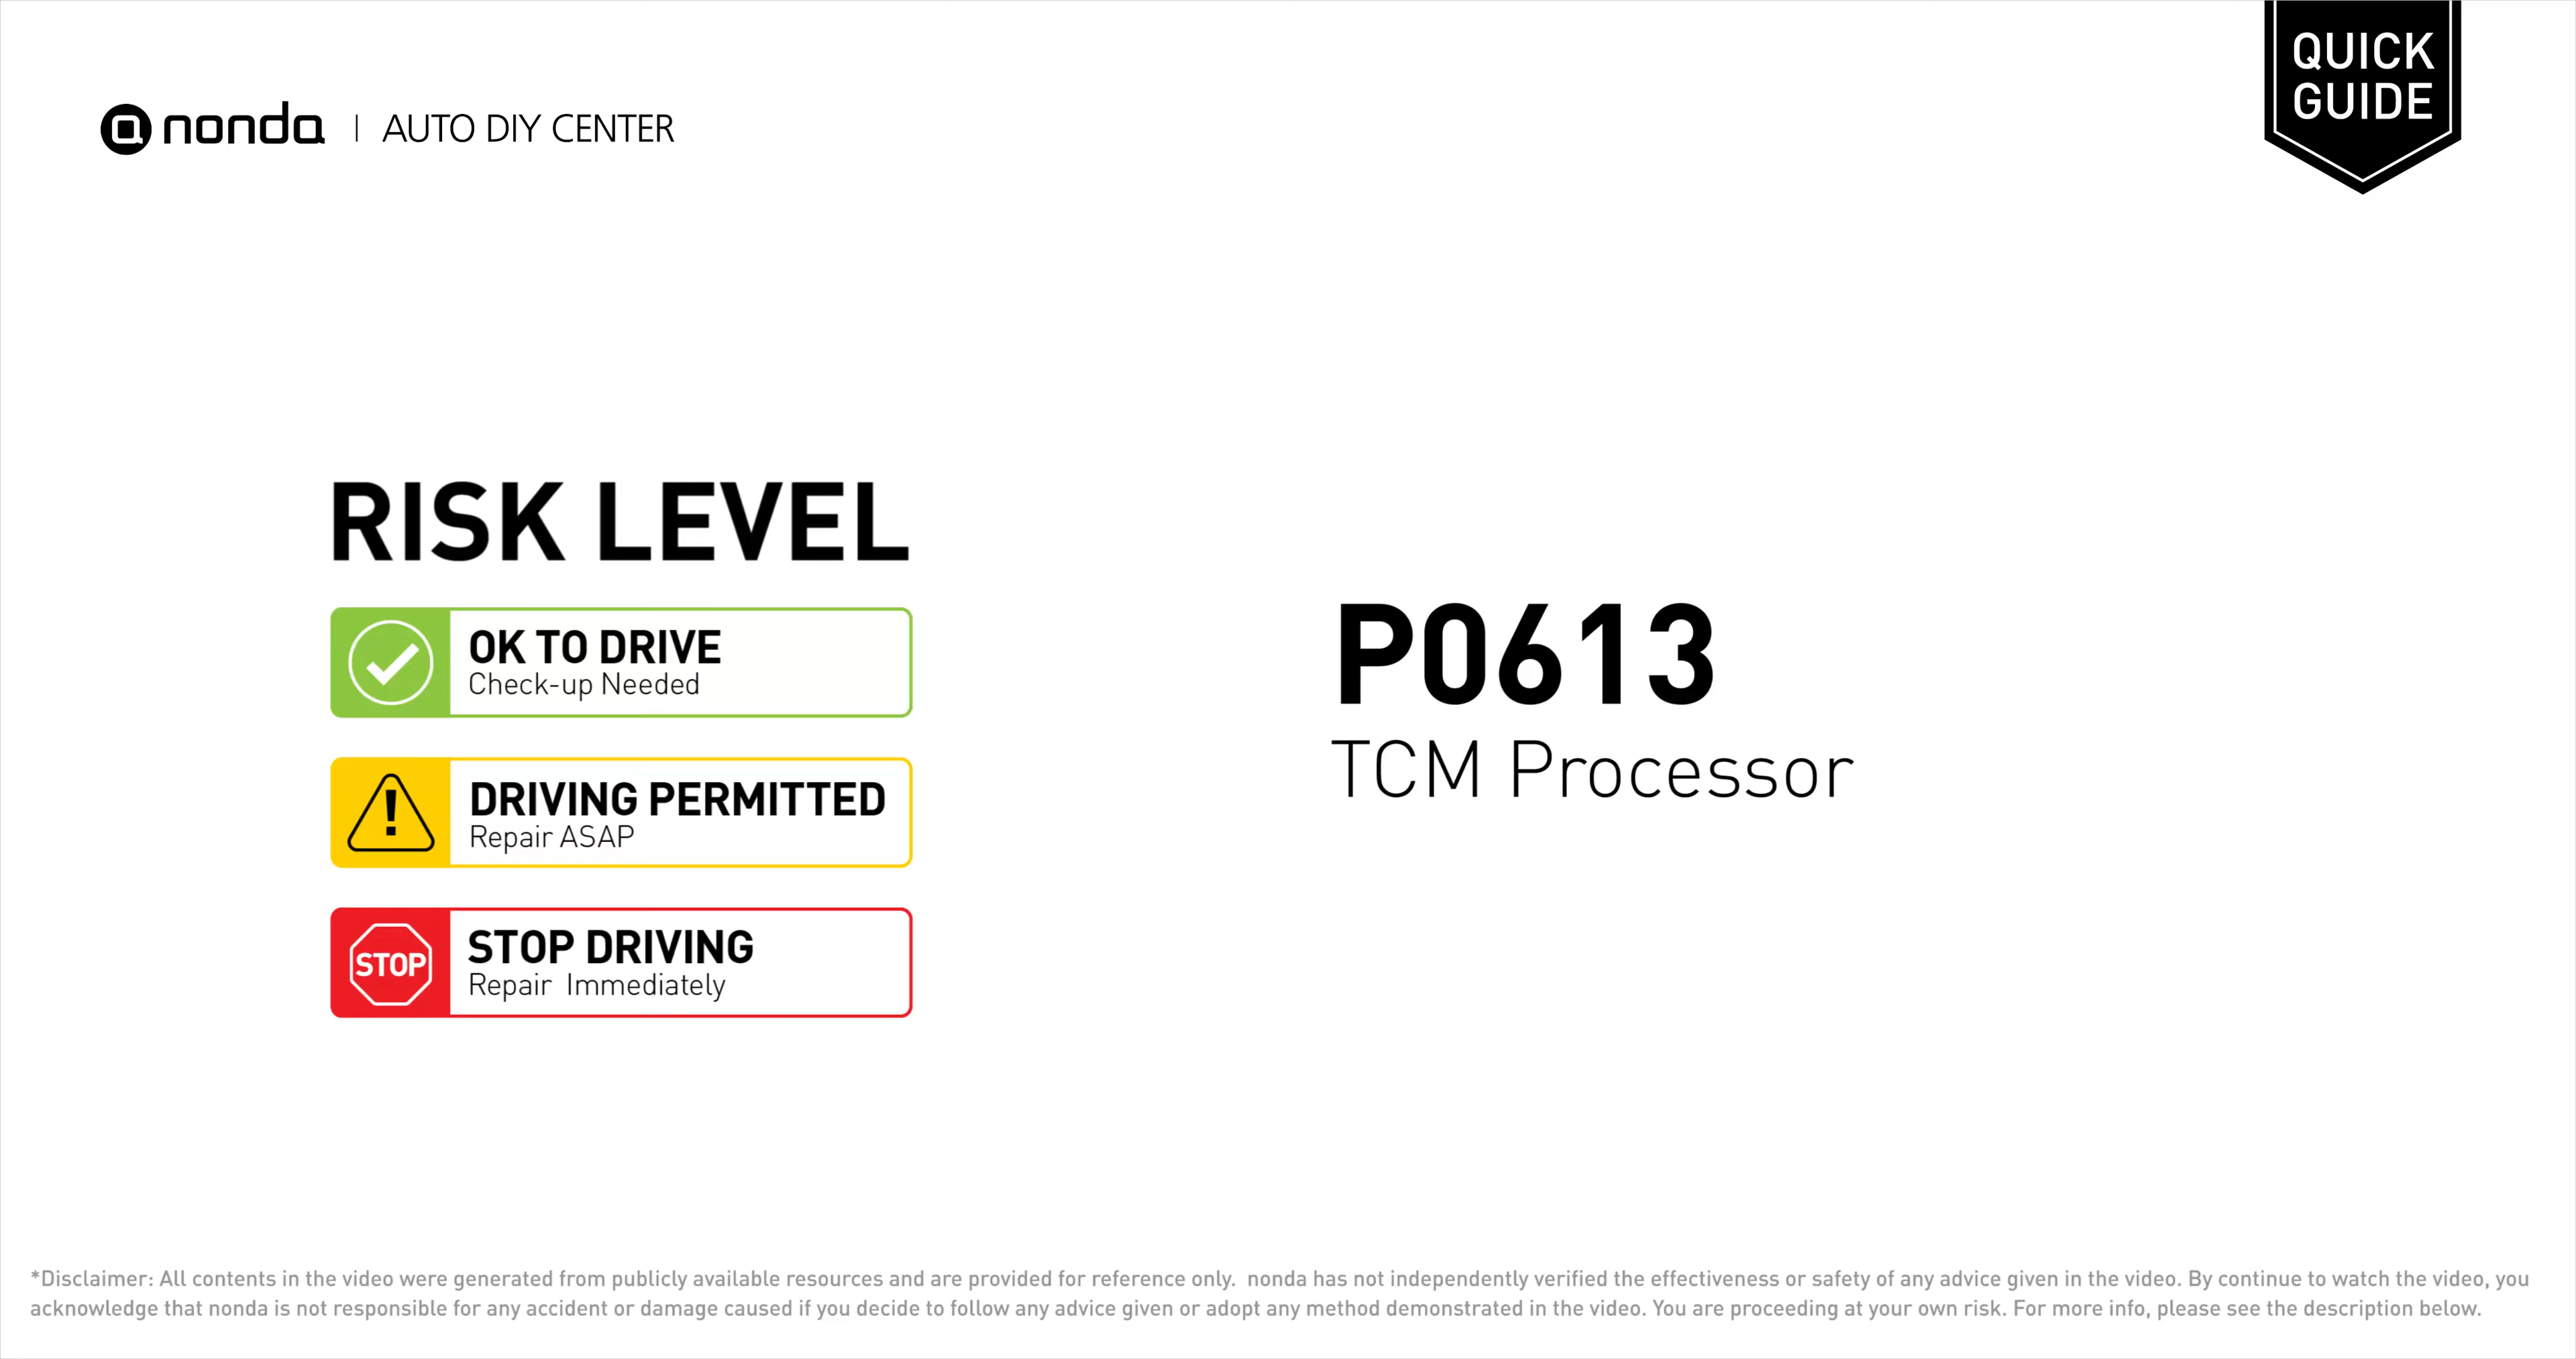 nonda | AUTO DIY CENTER
QUICK
GUIDE
RISK LEVEL
OK TO DRIVE
Check-up Needed
DRIVING PERMITTED
Repair ASAP
STOP
STOP DRIVING
Repair Immediately
P0613
TCM Processor
*Disclaimer: All contents in the video were generated from publicly available resources and are provided for reference only. nonda has not independently verified the effectiveness or safety of any advice given in the video. By continue to watch the video, you
acknowledge that nonda is not responsible for any accident or damage caused if you decide to follow any advice given or adopt any method demonstrated in the video. You are proceeding at your own risk. For more info, please see the description below.